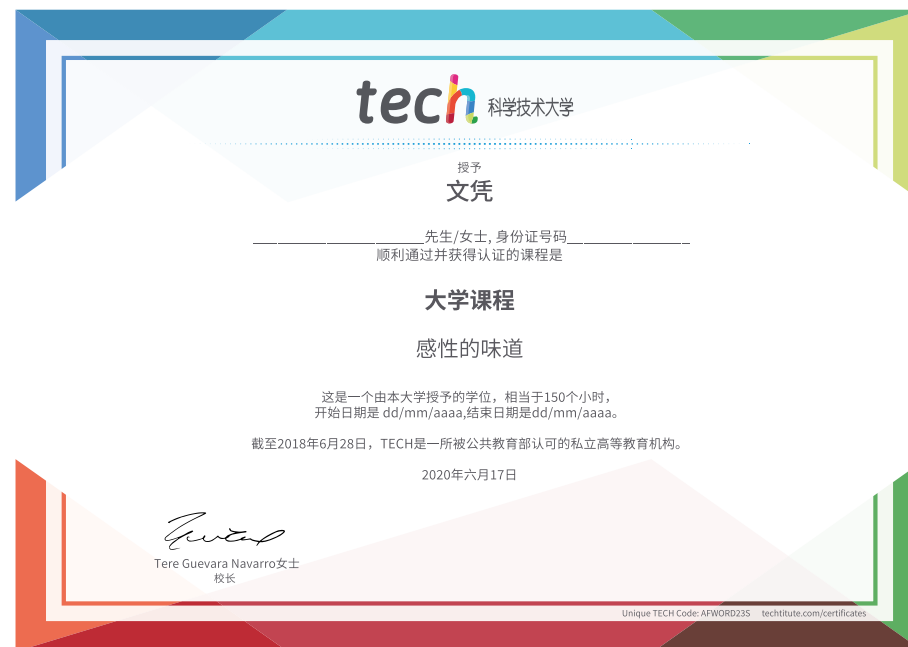 tech 科学技术大学
授予
文凭
_____________________先生/女士, 身份证号码_______________
顺利通过并获得认证的课程是
大学课程
感性的味道
这是一个由本大学授予的学位，相当于150个小时，
开始日期是 dd/mm/aaaa,结束日期是dd/mm/aaaa。
截至2018年6月28日，TECH是一所被公共教育部认可的私立高等教育机构。
2020年六月17日
Tere Guevara Navarro女士
校长
Unique TECH Code: AFWORD23S techtitute.com/certificates